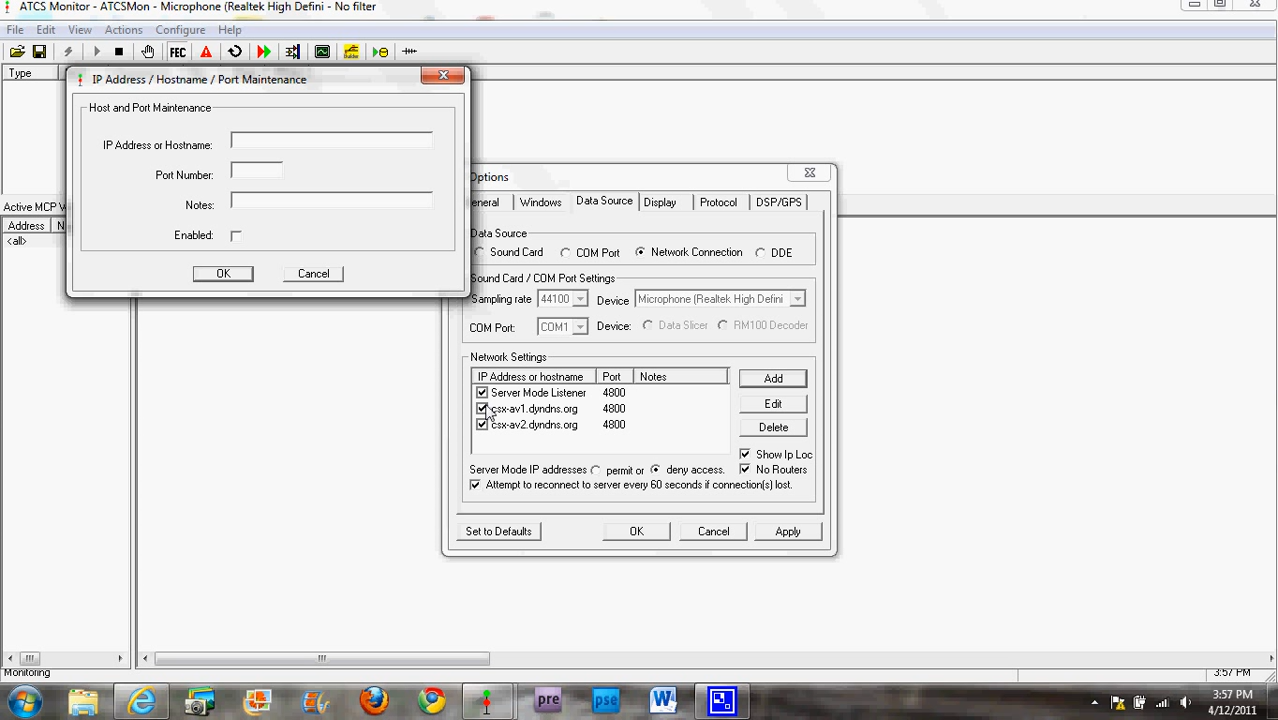 ATCS Monitor - ATCSMon - Microphone (Realtek High Defini - No filter
File Edit View Actions Configure Help
FEC
Builder
Type
IP Address / Hostname / Port Maintenance
Host and Port Maintenance
IP Address or Hostname:
Port Number:
Notes:
Enabled:
OK Cancel
Active MCP
Address N
<all>
Options
eneral Windows Data Source Display Protocol DSP/GPS
Data Source
Sound Card COM Port Network Connection DDE
Sound Card / COM Port Settings
Sampling rate 44100 Device Microphone (Realtek High Defini
COM Port: COM1 Device: Data Slicer RM100 Decoder
Network Settings
IP Address or hostname Port Notes
Server Mode Listener 4800
csx-av1.dyndns.org 4800
csx-av2.dyndns.org 4800
Add
Edit
Delete
Show Ip Loc
Server Mode IP addresses permit or deny access. No Routers
Attempt to reconnect to server every 60 seconds if connection(s) lost.
Set to Defaults OK Cancel Apply
Monitoring 3:57 PM
pre pse W
3:57 PM
4/12/2011